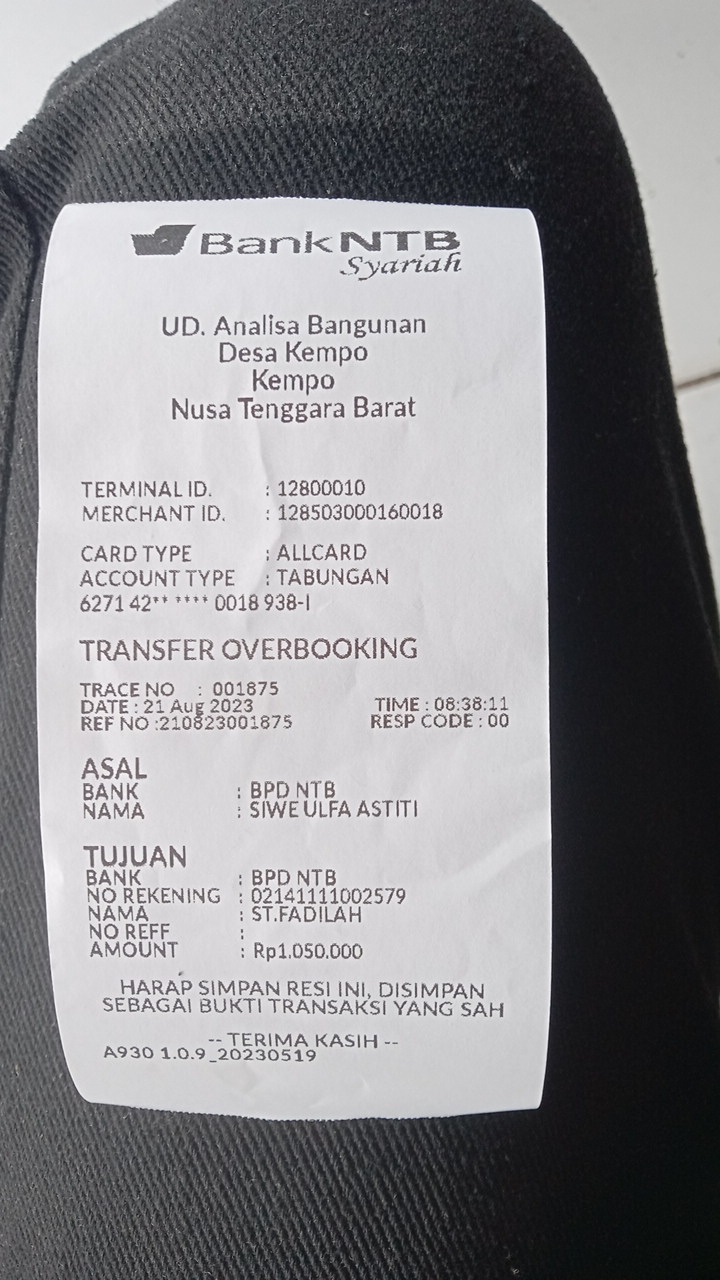 BankNTB
Syariah
UD. Analisa Bangunan
Desa Kempo
Kempo
Nusa Tenggara Barat
TERMINAL ID. : 12800010
MERCHANT ID. : 128503000160018
CARD TYPE : ALLCARD
ACCOUNT TYPE : TABUNGAN
6271 42** **** 0018 938-I
TRANSFER OVERBOOKING
TRACE NO : 001875
DATE : 21 Aug 2023 TIME : 08:38:11
REF NO :210823001875 RESP CODE : 00
ASAL
BANK : BPD NTB
NAMA : SIWE ULFA ASTITI
TUJUAN
BANK : BPD NTB
NO REKENING : 02141111002579
NAMA : ST.FADILAH
NO REFF :
AMOUNT : Rp1.050.000
HARAP SIMPAN RESI INI, DISIMPAN
SEBAGAI BUKTI TRANSAKSI YANG SAH
-- TERIMA KASIH --
A930 1.0.9_20230519